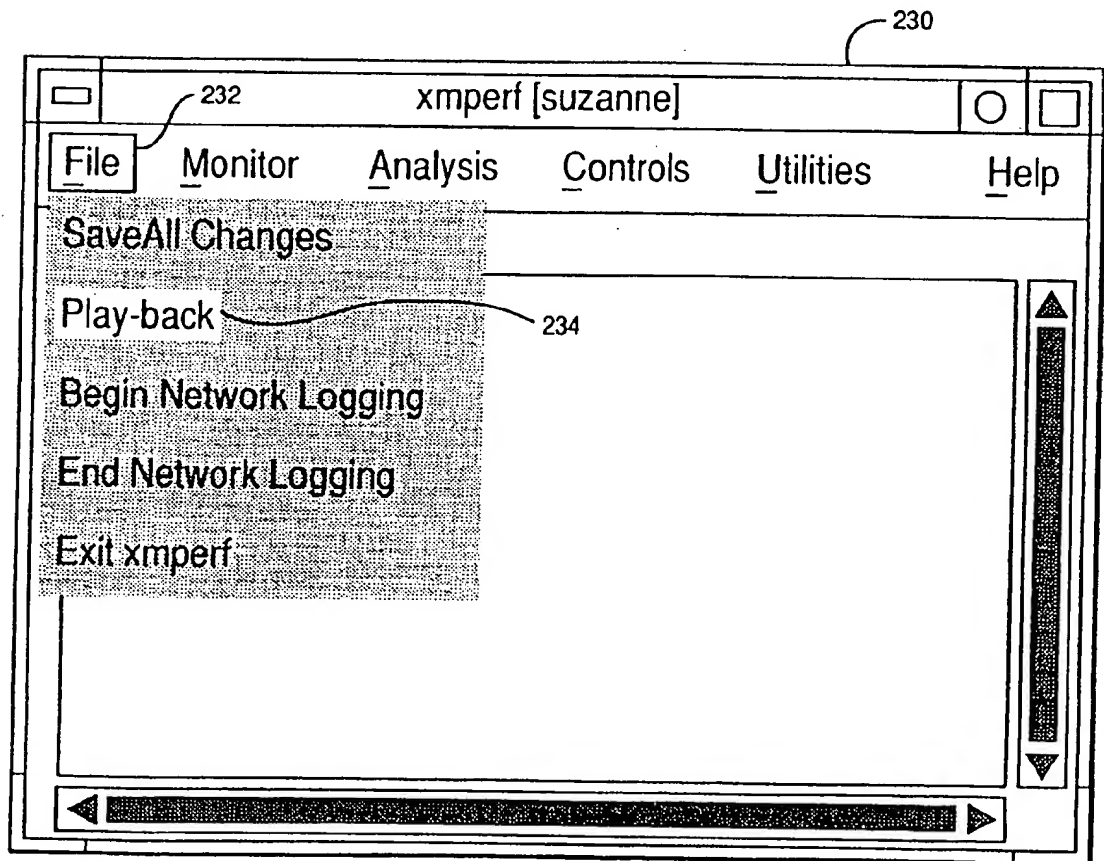 230
232
xmperf [suzanne]
File Monitor Analysis Controls Utilities Help
SaveAll Changes
Play-back
234
Begin Network Logging
End Network Logging
Exit xmperf